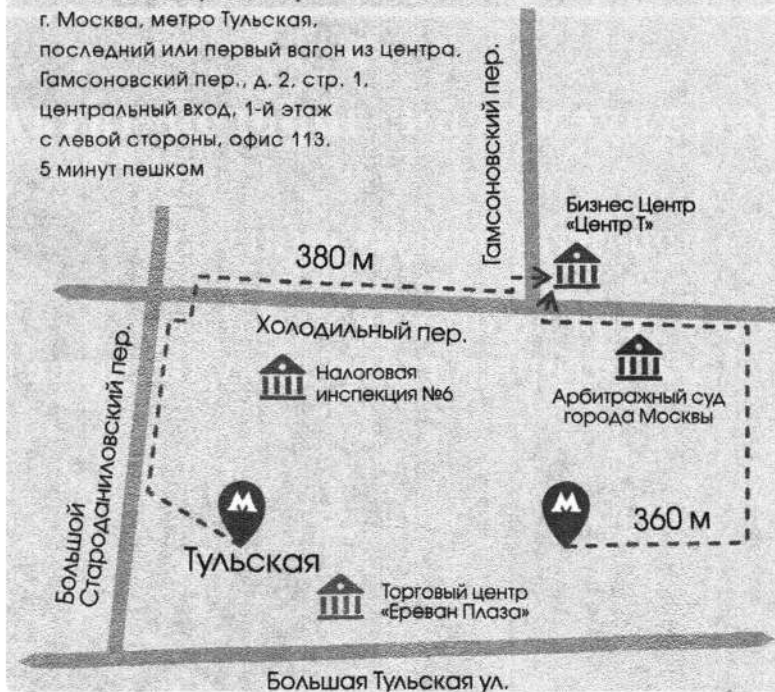 г. Москва, метро Тульская,
последний или первый вагон из центра.
Гамсоновский пер., д. 2, стр. 1,
центральный вход, 1-й этаж
с левой стороны, офис 113.
5 минут пешком
Гамсоновский пер.
Бизнес Центр
«Центр Т»
380 м
Холодильный пер.
Налоговая
инспекция №6
Арбитражный суд
города Москвы
Большой
Староданиловский пер.
М
Тульская
М
360 м
Торговый центр
«Ереван Плаза»
Большая Тульская ул.